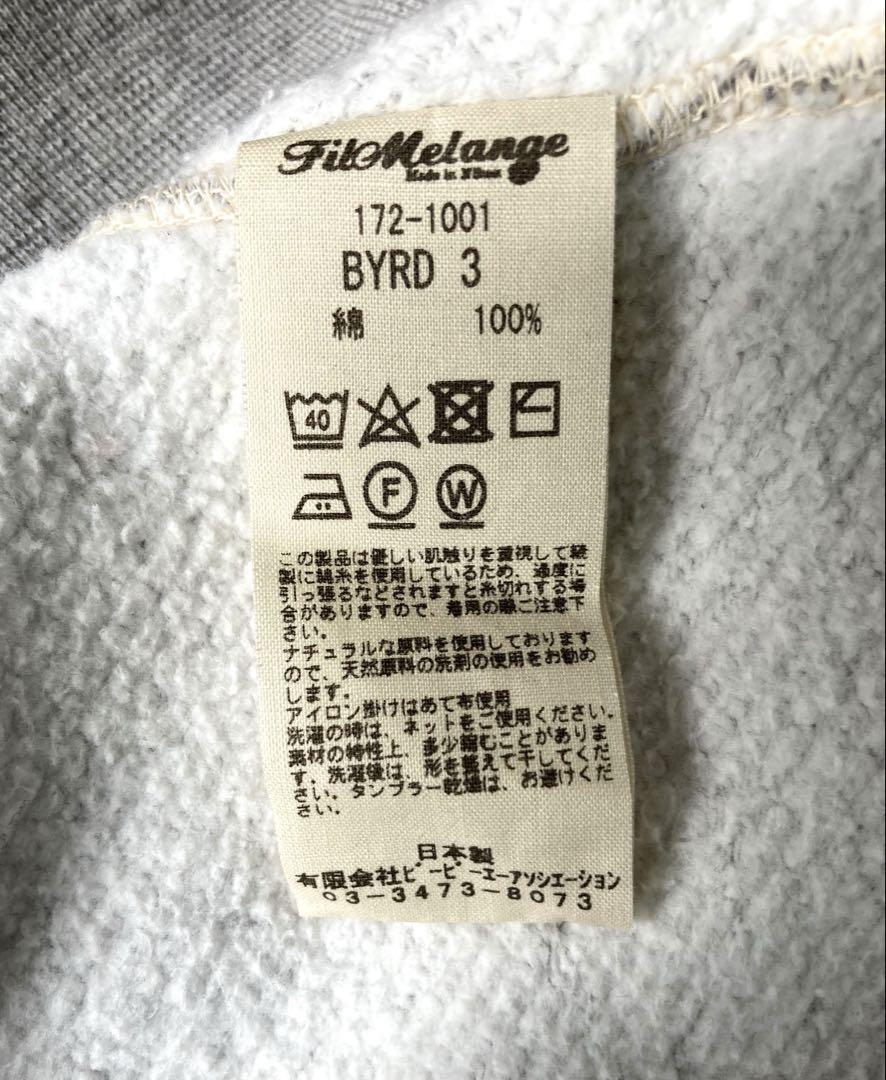 FilMelange
Made in Nihon
172-1001
BYRD 3
綿 100%
40
F
W
この製品は優しい肌触りを重視して縫
製に綿糸を使用しているため、過度に
引っ張るなどされますと糸切れする場
合がありますので、着用の際ご注意下
さい。
ナチュラルな原料を使用しております
ので、天然原料の洗剤の使用をお勧め
します。
アイロン掛けはあて布使用
洗濯の時は、ネットをご使用ください。
素材の特性上、多少縮むことがありま
す、洗濯後は、形を整えて干してくだ
さい。タンブラー乾燥は、お避けくだ
さい。
日本製
有限会社ビーピーエーアソシエーション
03-3473-8073